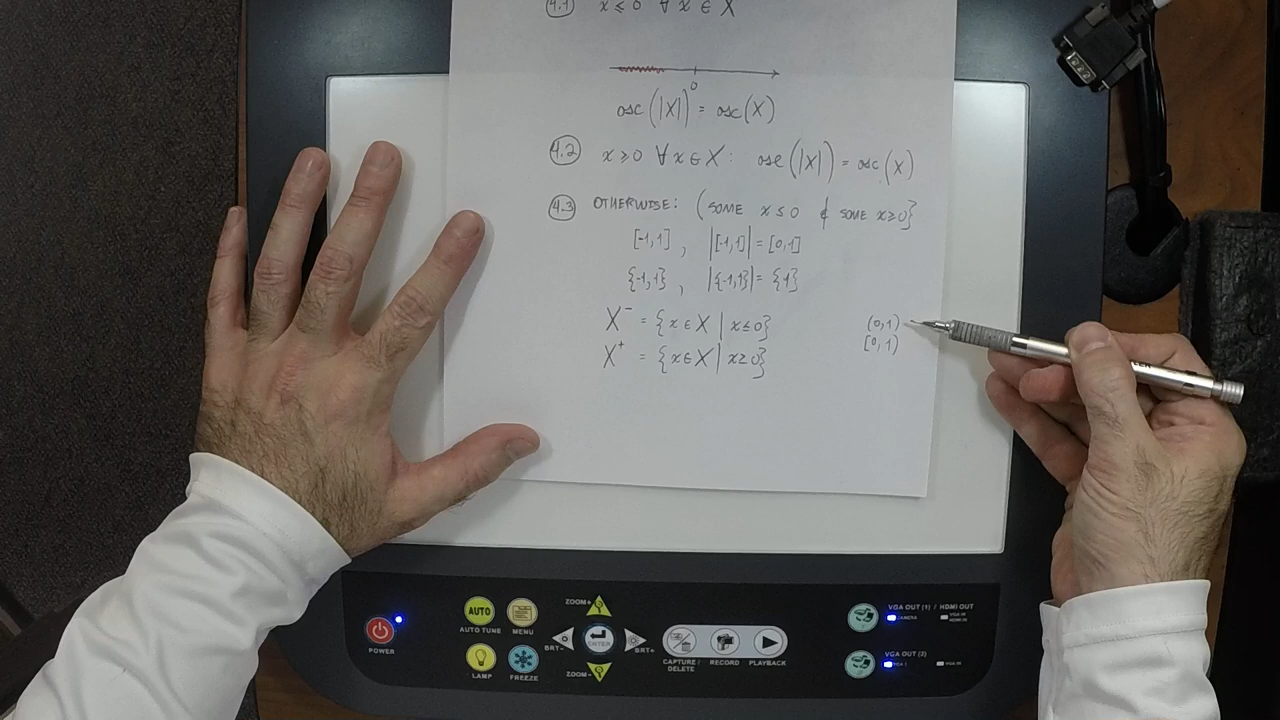 4.1 x ≤ 0 ∀ x ∈ X
0
osc(|X|) = osc(X)
4.2 x ≥ 0 ∀ x ∈ X : osc(|X|) = osc(X)
4.3 OTHERWISE: (SOME x ≤ 0 & SOME x ≥ 0}
[-1,1] , |[-1,1]| = [0,1]
{-1,1} , |{-1,1}| = {1}
X⁻ = {x ∈ X | x ≤ 0} (0,1)
X⁺ = {x ∈ X | x ≥ 0} [0,1)
ZOOM+
VGA OUT (1) / HDMI OUT
AUTO
CAMERA
POWER
AUTO TUNE
MENU
BRT-
ENTER
BRT+
VGA OUT (2)
CAPTURE / DELETE
RECORD
PLAYBACK
LAMP
FREEZE
ZOOM-